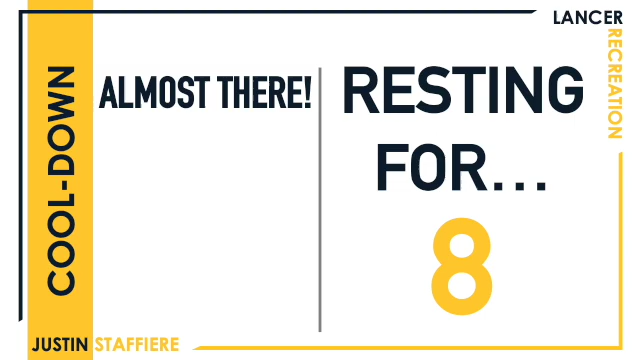 LANCER
RECREATION
COOL-DOWN
ALMOST THERE!
RESTING
FOR...
8
JUSTIN STAFFIERE